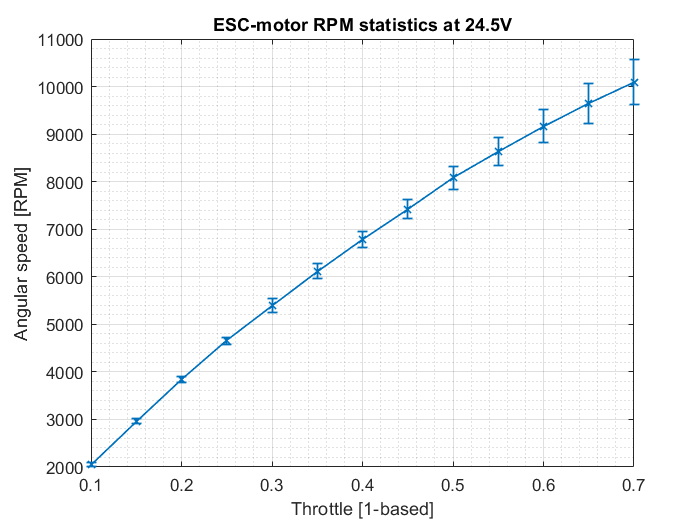 ESC-motor RPM statistics at 24.5V
11000
10000
9000
8000
7000
6000
5000
4000
3000
2000
Angular speed [RPM]
0.1 0.2 0.3 0.4 0.5 0.6 0.7
Throttle [1-based]